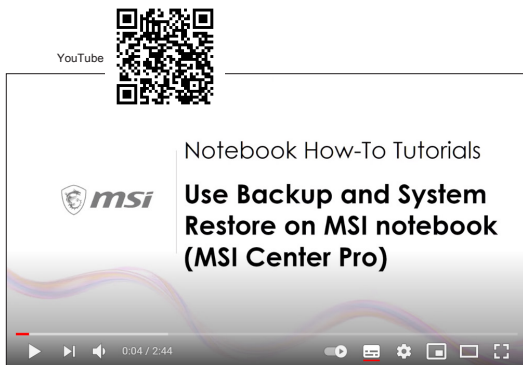 YouTube
Notebook How-To Tutorials
msi
Use Backup and System
Restore on MSI notebook
(MSI Center Pro)
0:04 / 2:44